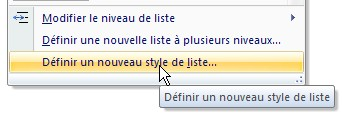 Modifier le niveau de liste
Définir une nouvelle liste à plusieurs niveaux...
Définir un nouveau style de liste...
Définir un nouveau style de liste